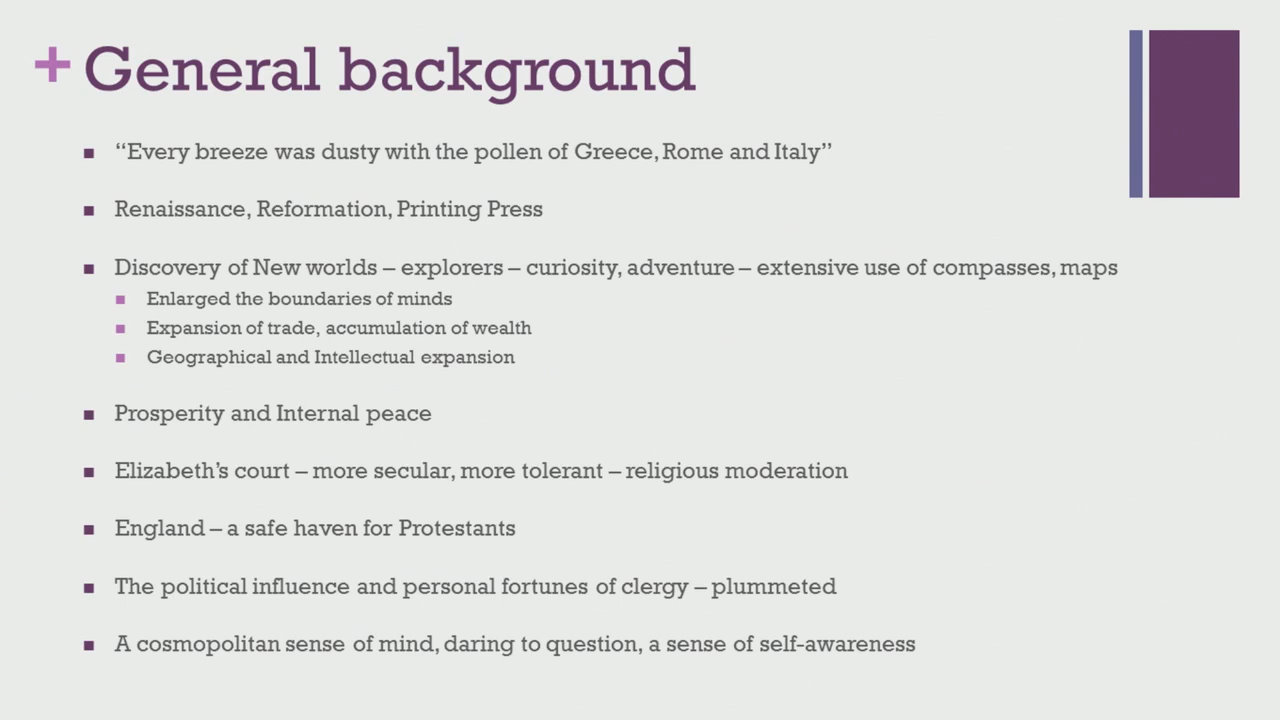 + General background
“Every breeze was dusty with the pollen of Greece, Rome and Italy”
Renaissance, Reformation, Printing Press
Discovery of New worlds – explorers – curiosity, adventure – extensive use of compasses, maps
Enlarged the boundaries of minds
Expansion of trade, accumulation of wealth
Geographical and Intellectual expansion
Prosperity and Internal peace
Elizabeth’s court – more secular, more tolerant – religious moderation
England – a safe haven for Protestants
The political influence and personal fortunes of clergy – plummeted
A cosmopolitan sense of mind, daring to question, a sense of self-awareness